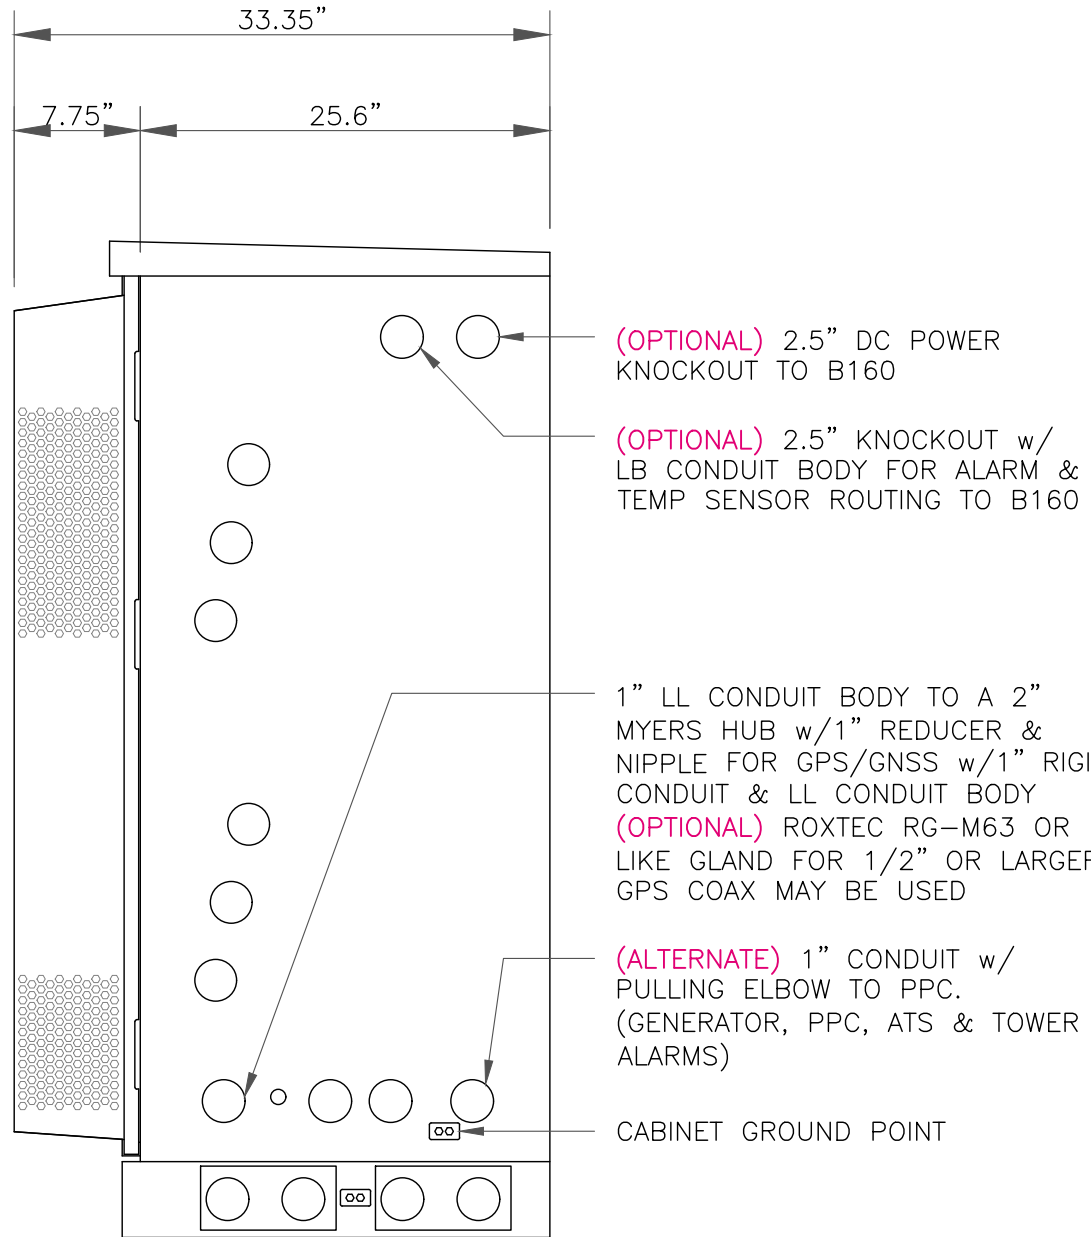 33.35”
7.75”
25.6”
(OPTIONAL) 2.5” DC POWER
KNOCKOUT TO B160
(OPTIONAL) 2.5” KNOCKOUT w/
LB CONDUIT BODY FOR ALARM &
TEMP SENSOR ROUTING TO B160
1” LL CONDUIT BODY TO A 2”
MYERS HUB w/1” REDUCER &
NIPPLE FOR GPS/GNSS w/1” RIGI
CONDUIT & LL CONDUIT BODY
(OPTIONAL) ROXTEC RG-M63 OR
LIKE GLAND FOR 1/2” OR LARGER
GPS COAX MAY BE USED
(ALTERNATE) 1” CONDUIT w/
PULLING ELBOW TO PPC.
(GENERATOR, PPC, ATS & TOWER
ALARMS)
CABINET GROUND POINT